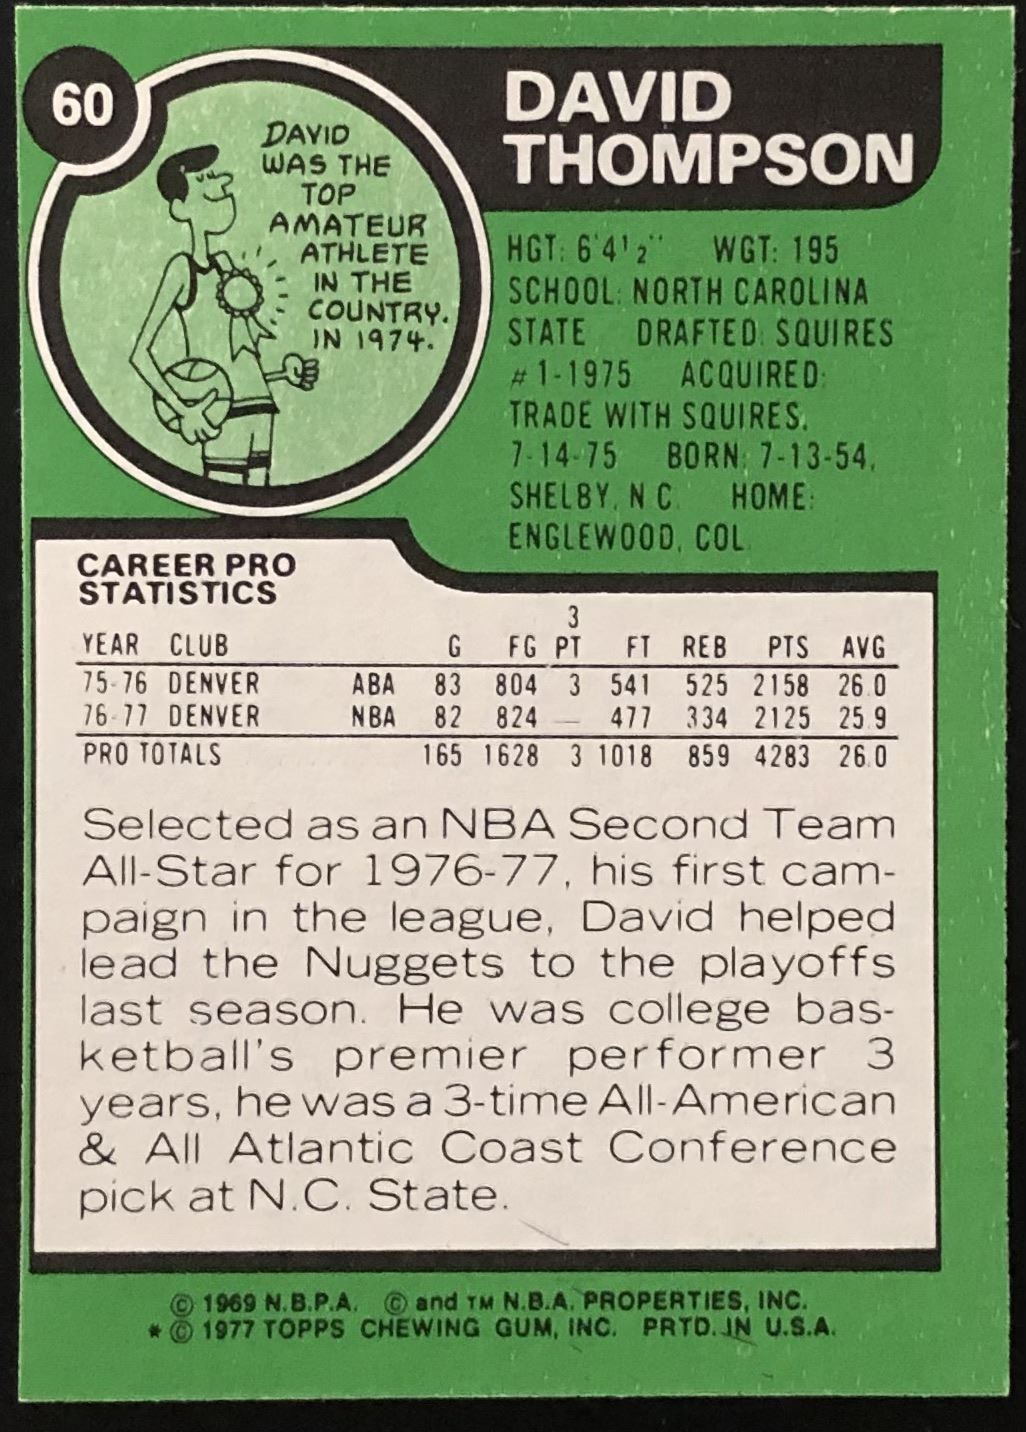 60
DAVID
THOMPSON
DAVID
WAS THE
TOP
AMATEUR
ATHLETE
IN THE
COUNTRY.
IN 1974.
HGT: 6'4½" WGT: 195
SCHOOL: NORTH CAROLINA
STATE DRAFTED: SQUIRES
#1-1975 ACQUIRED:
TRADE WITH SQUIRES,
7-14-75 BORN: 7-13-54,
SHELBY, N.C. HOME:
ENGLEWOOD, COL.
CAREER PRO
STATISTICS
YEAR CLUB G FG 3 PT FT REB PTS AVG
75-76 DENVER ABA 83 804 3 541 525 2158 26.0
76-77 DENVER NBA 82 824 — 477 334 2125 25.9
PRO TOTALS 165 1628 3 1018 859 4283 26.0
Selected as an NBA Second Team
All-Star for 1976-77, his first cam-
paign in the league, David helped
lead the Nuggets to the playoffs
last season. He was college bas-
ketball's premier performer 3
years, he was a 3-time All-American
& All Atlantic Coast Conference
pick at N.C. State.
© 1969 N.B.P.A. © and TM N.B.A. PROPERTIES, INC.
* © 1977 TOPPS CHEWING GUM, INC. PRTD. IN U.S.A.